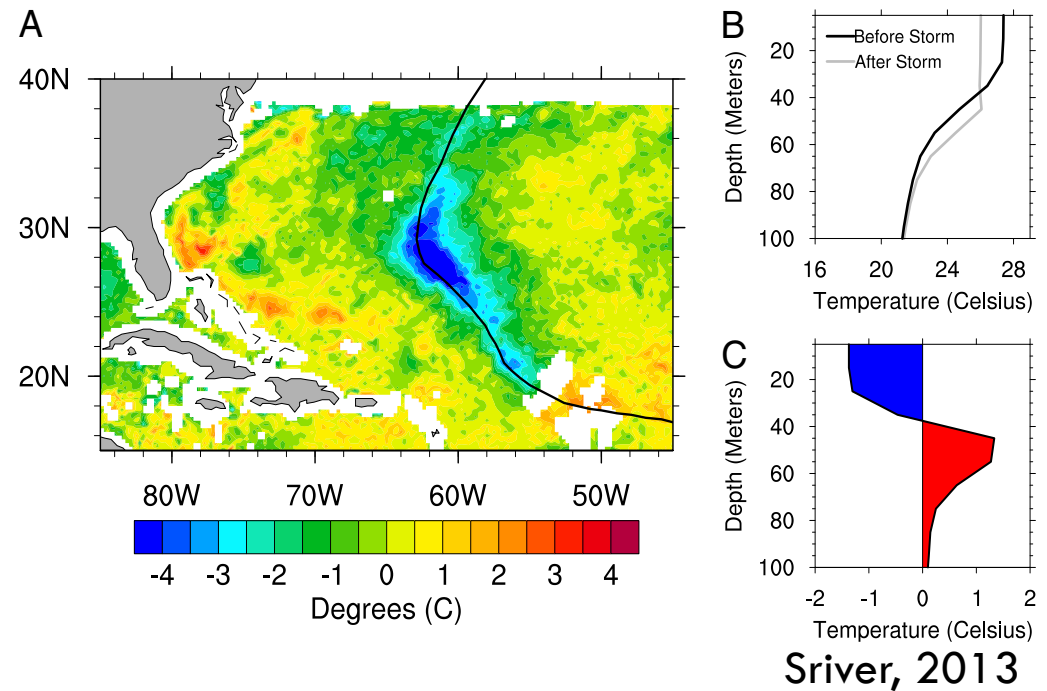 A
40N
30N
20N
80W 70W 60W 50W
-4 -3 -2 -1 0 1 2 3 4
Degrees (C)
B
Before Storm
After Storm
Depth (Meters)
20
40
60
80
100
16 20 24 28
Temperature (Celsius)
C
Depth (Meters)
20
40
60
80
100
-2 -1 0 1 2
Temperature (Celsius)
Sriver, 2013